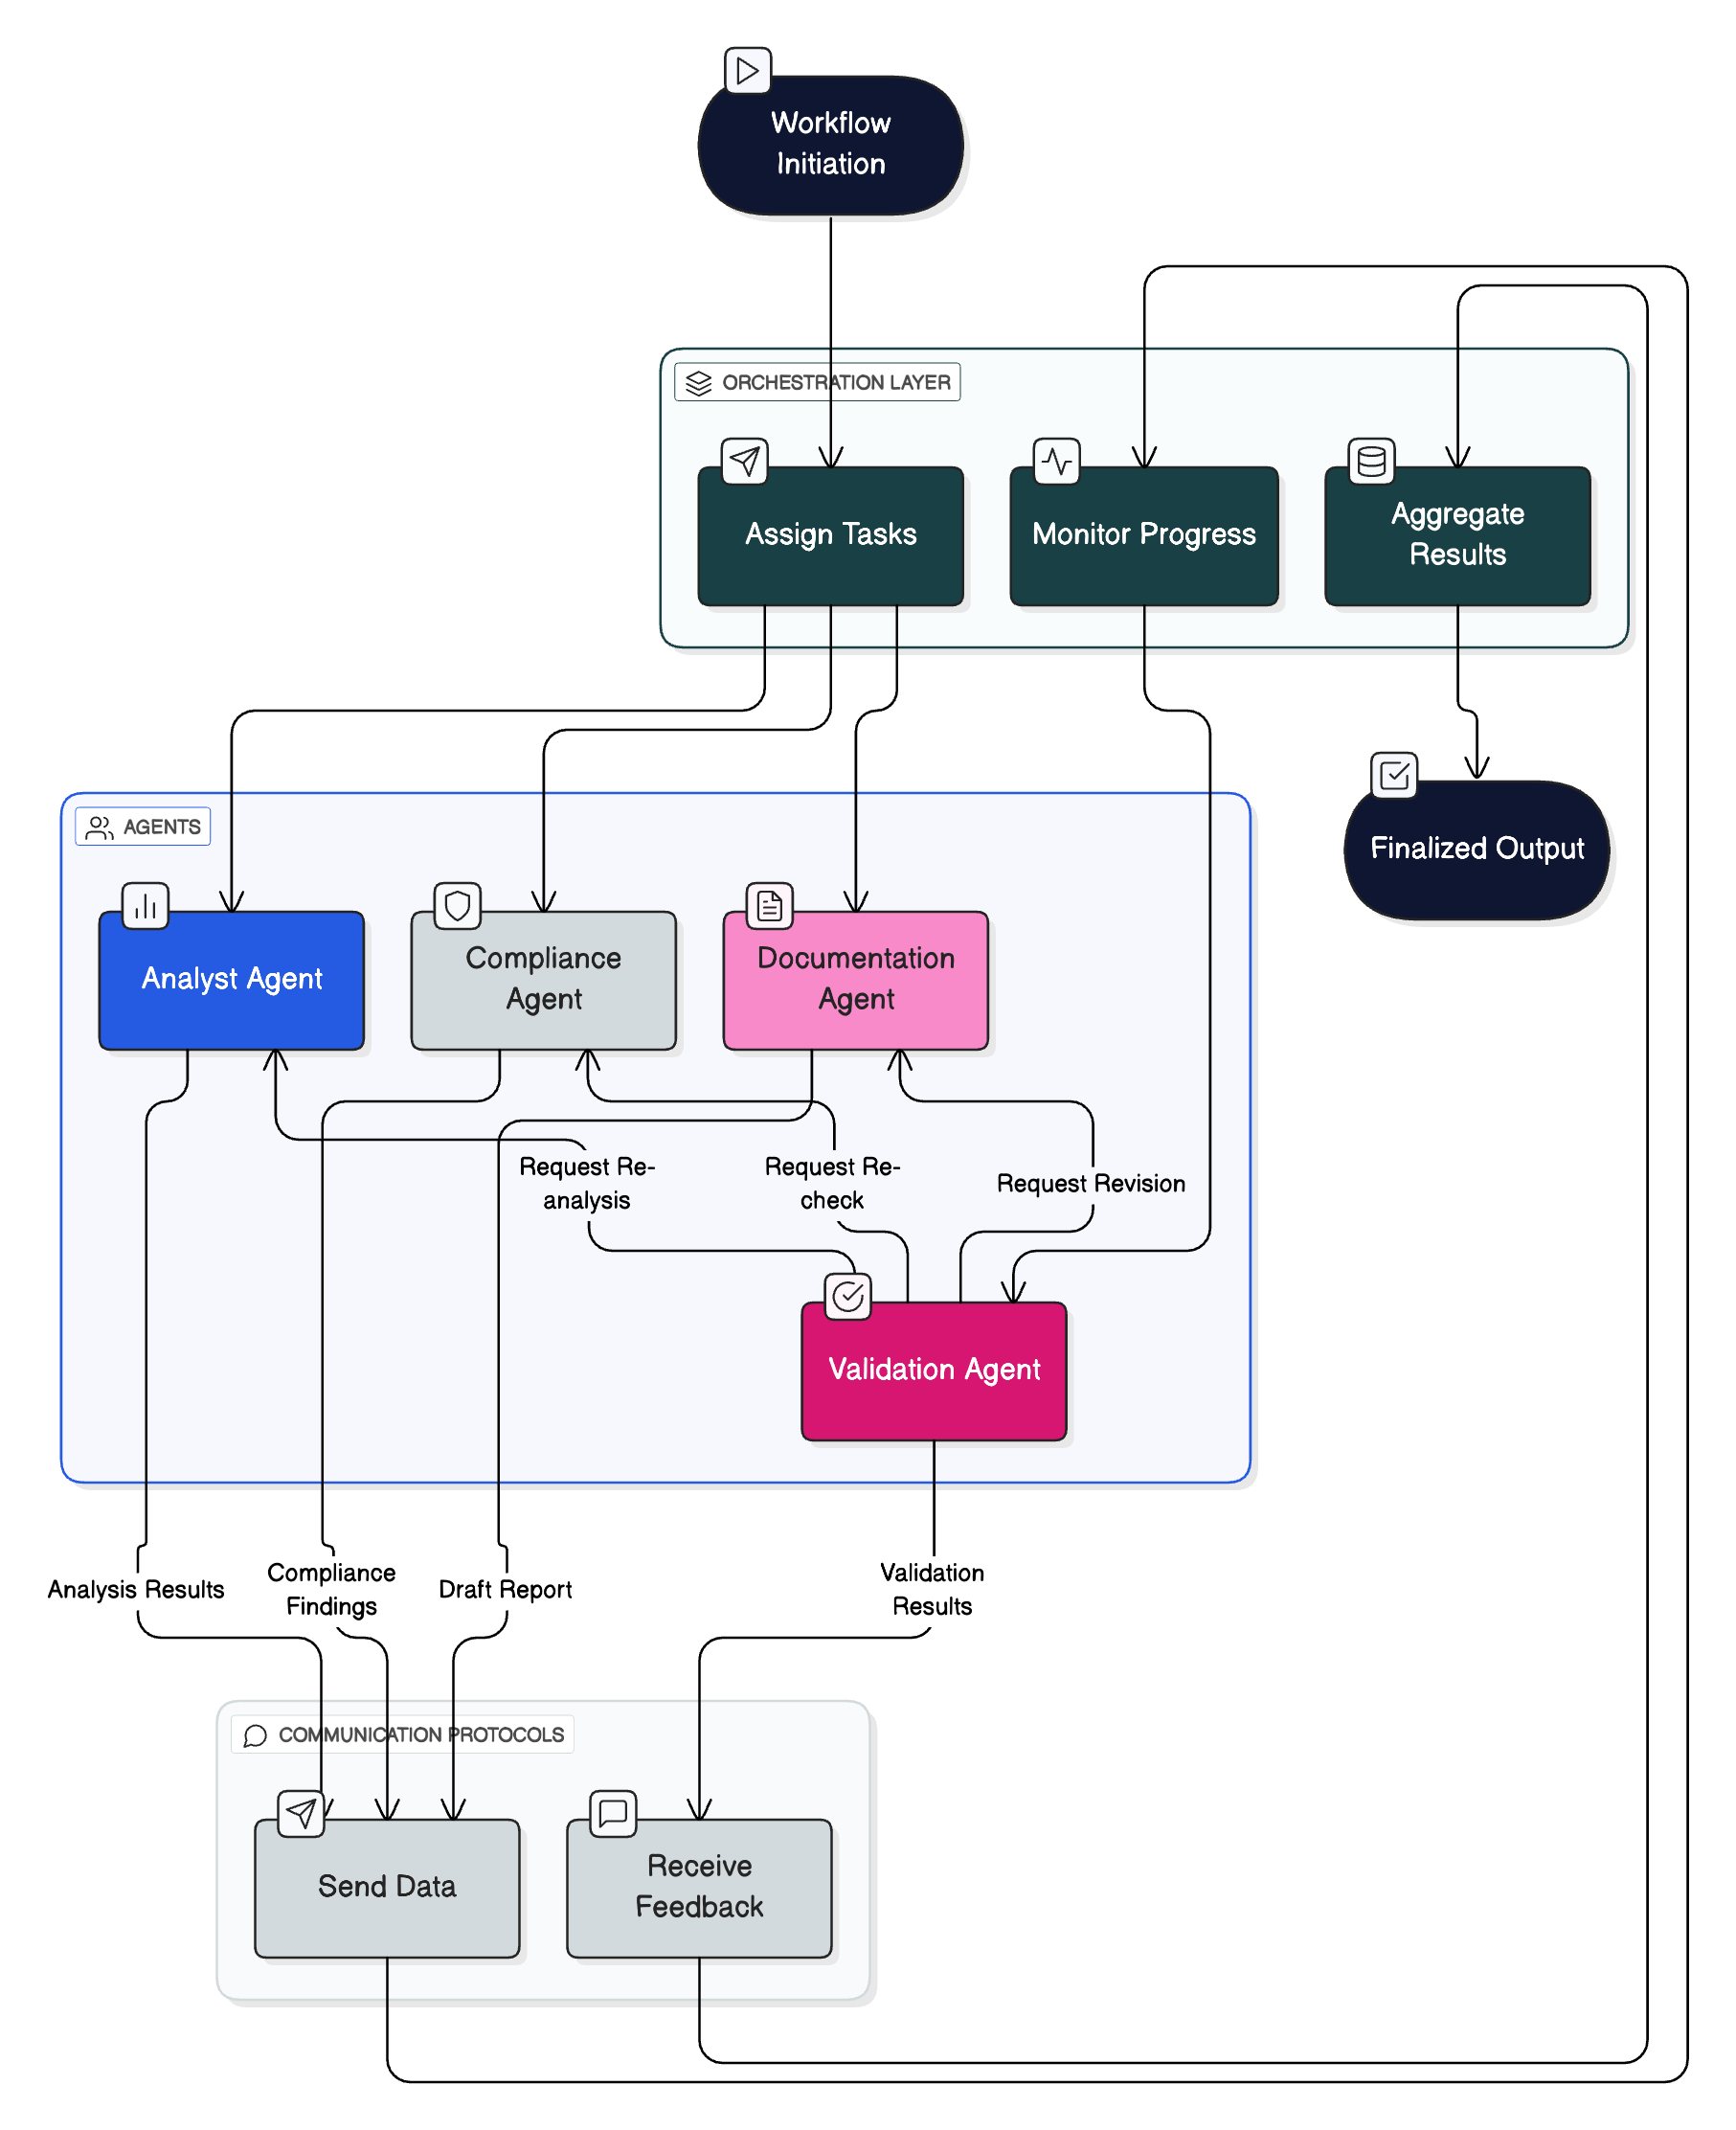 Workflow
Initiation
ORCHESTRATION LAYER
Assign Tasks
Monitor Progress
Aggregate
Results
Finalized Output
AGENTS
Analyst Agent
Compliance
Agent
Documentation
Agent
Request Re-
analysis
Request Re-
check
Request Revision
Validation Agent
Analysis Results
Compliance
Findings
Draft Report
Validation
Results
COMMUNICATION PROTOCOLS
Send Data
Receive
Feedback